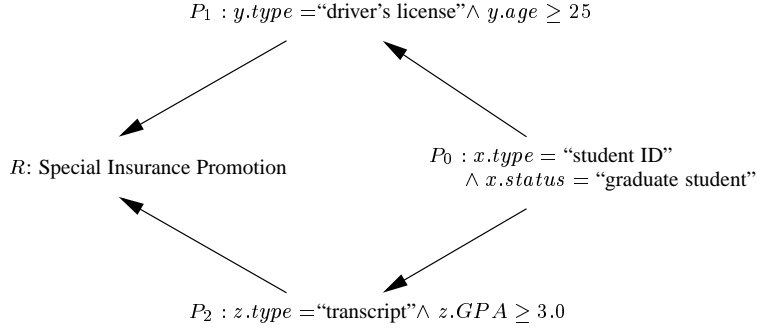 P₁ : y.type =“driver’s license”∧ y.age ≥ 25
R: Special Insurance Promotion
P₀ : x.type = “student ID”
∧ x.status = “graduate student”
P₂ : z.type =“transcript”∧ z.GPA ≥ 3.0